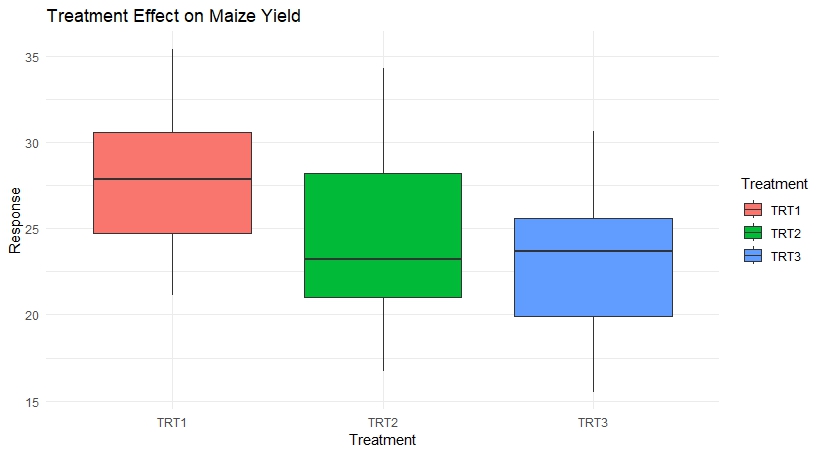 Treatment Effect on Maize Yield
35
30
25
20
15
Response
TRT1
TRT2
TRT3
Treatment
Treatment
TRT1
TRT2
TRT3